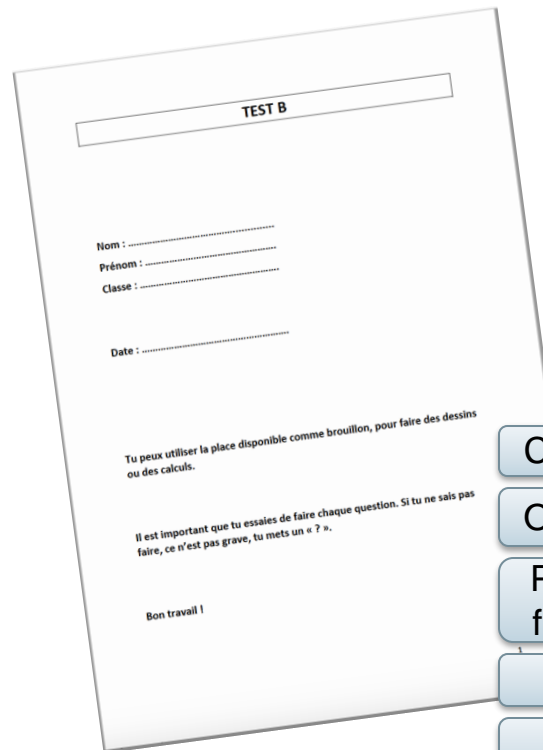 TEST B
Nom : ........................................................
Prénom : ..................................................
Classe : .....................................................
Date : ........................................................
Tu peux utiliser la place disponible comme brouillon, pour faire des dessins
ou des calculs.
Il est important que tu essaies de faire chaque question. Si tu ne sais pas
faire, ce n'est pas grave, tu mets un « ? ».
Bon travail !
1